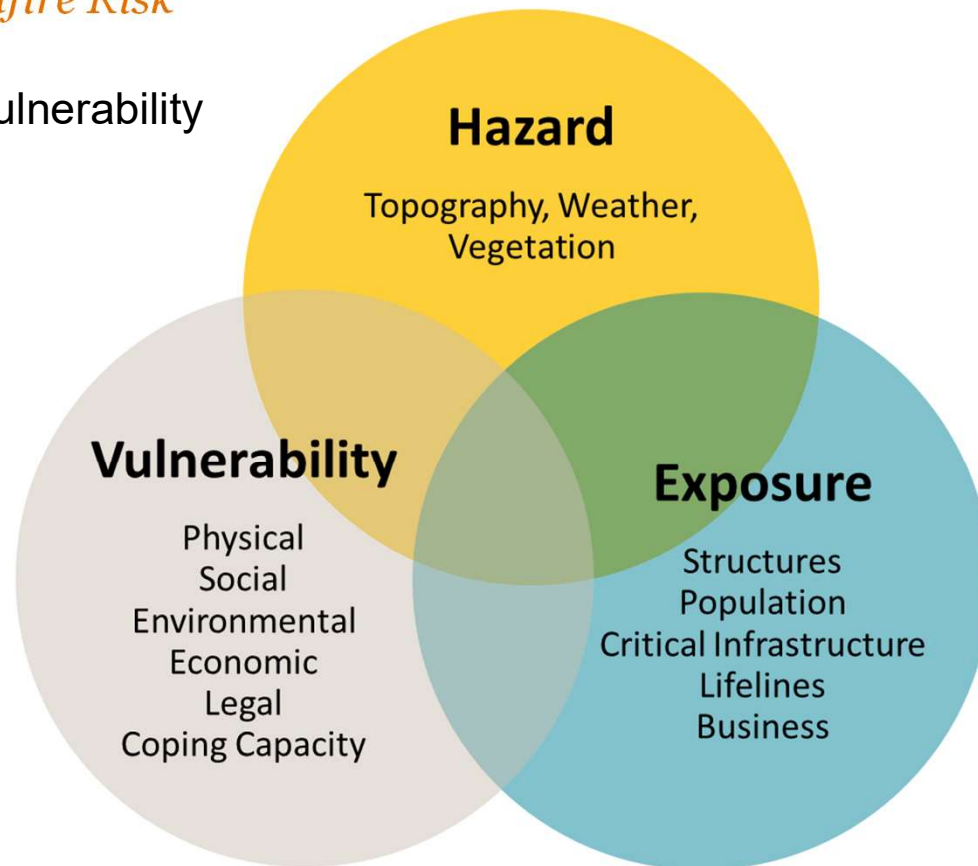 Risk
Hazard
Topography, Weather,
Vegetation
Vulnerability
Physical
Social
Environmental
Economic
Legal
Coping Capacity
Exposure
Structures
Population
Critical Infrastructure
Lifelines
Business